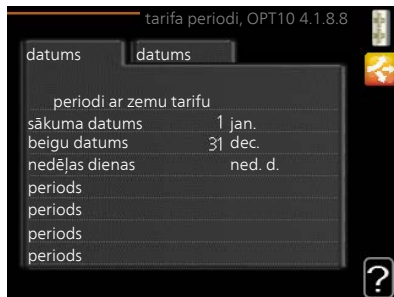 tarifa periodi, OPT10 4.1.8.8
datums datums
periodi ar zemu tarifu
sākuma datums 1 jan.
beigu datums 31 dec.
nedēļas dienas ned. d.
periods
periods
periods
periods
?